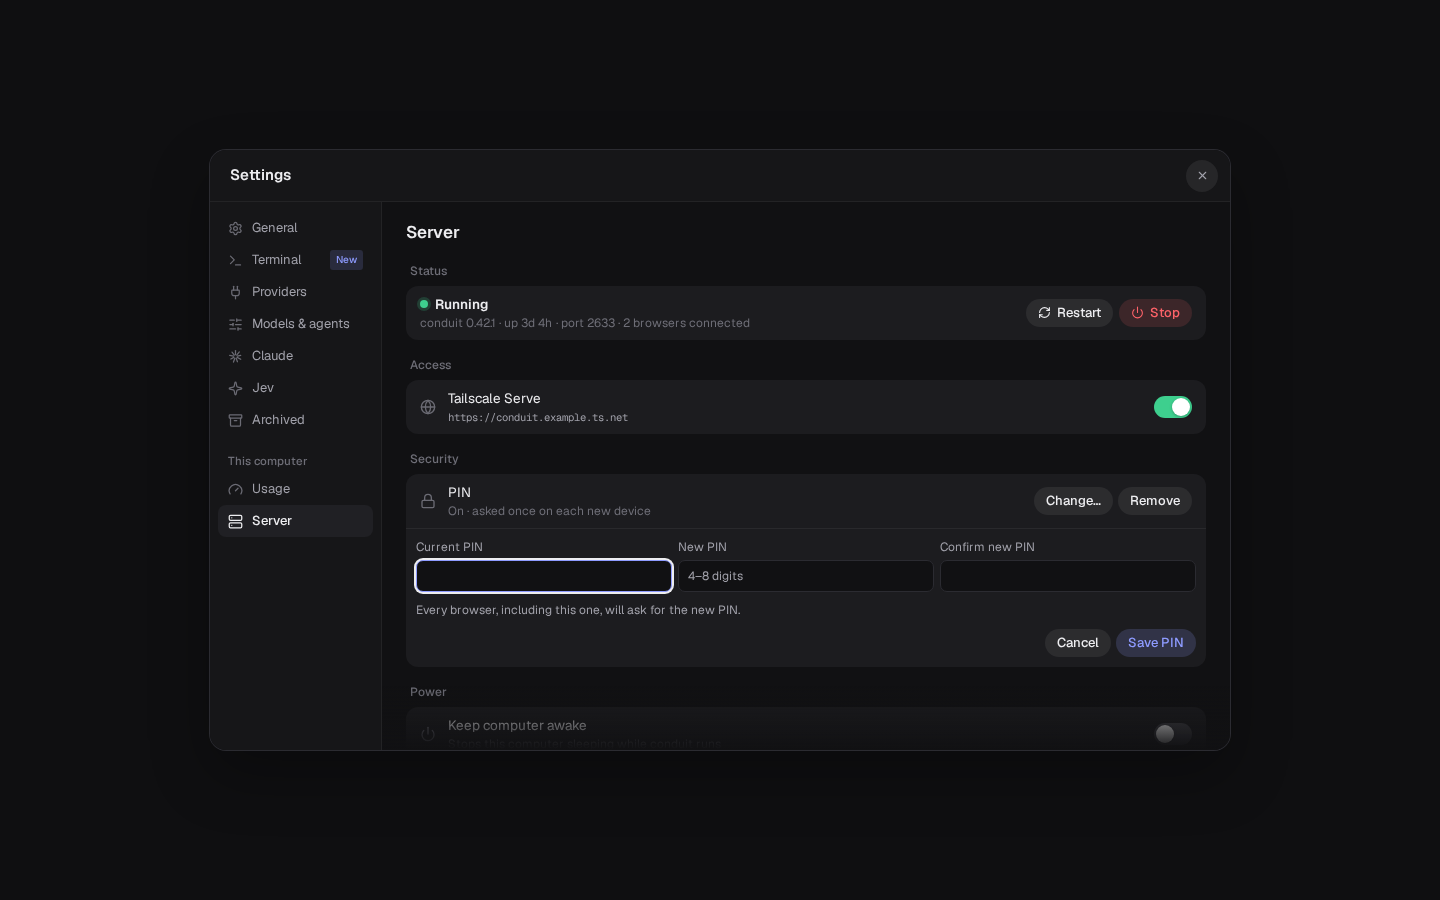 Settings
General
Terminal
New
Providers
Models & agents
Claude
Jev
Archived
This computer
Usage
Server
Server
Status
Running
conduit 0.42.1 · up 3d 4h · port 2633 · 2 browsers connected
Restart
Stop
Access
Tailscale Serve
https://conduit.example.ts.net
Security
PIN
On · asked once on each new device
Change...
Remove
Current PIN
New PIN
Confirm new PIN
4–8 digits
Every browser, including this one, will ask for the new PIN.
Cancel
Save PIN
Power
Keep computer awake